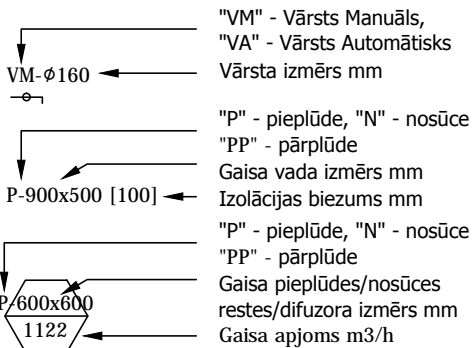 "VM" - Vārsts Manuāls,
"VA" - Vārsts Automātisks
VM-Φ160
Vārsta izmērs mm
"P" - pieplūde, "N" - nosūce
"PP" - pārplūde
Gaisa vada izmērs mm
P-900x500 [100]
Izolācijas biezums mm
"P" - pieplūde, "N" - nosūce
"PP" - pārplūde
Gaisa pieplūdes/nosūces
P-600x600
restes/difuzora izmērs mm
1122
Gaisa apjoms m3/h